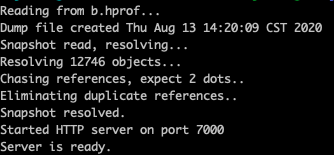 Reading from b.hprof...
Dump file created Thu Aug 13 14:20:09 CST 2020
Snapshot read, resolving...
Resolving 12746 objects...
Chasing references, expect 2 dots..
Eliminating duplicate references..
Snapshot resolved.
Started HTTP server on port 7000
Server is ready.